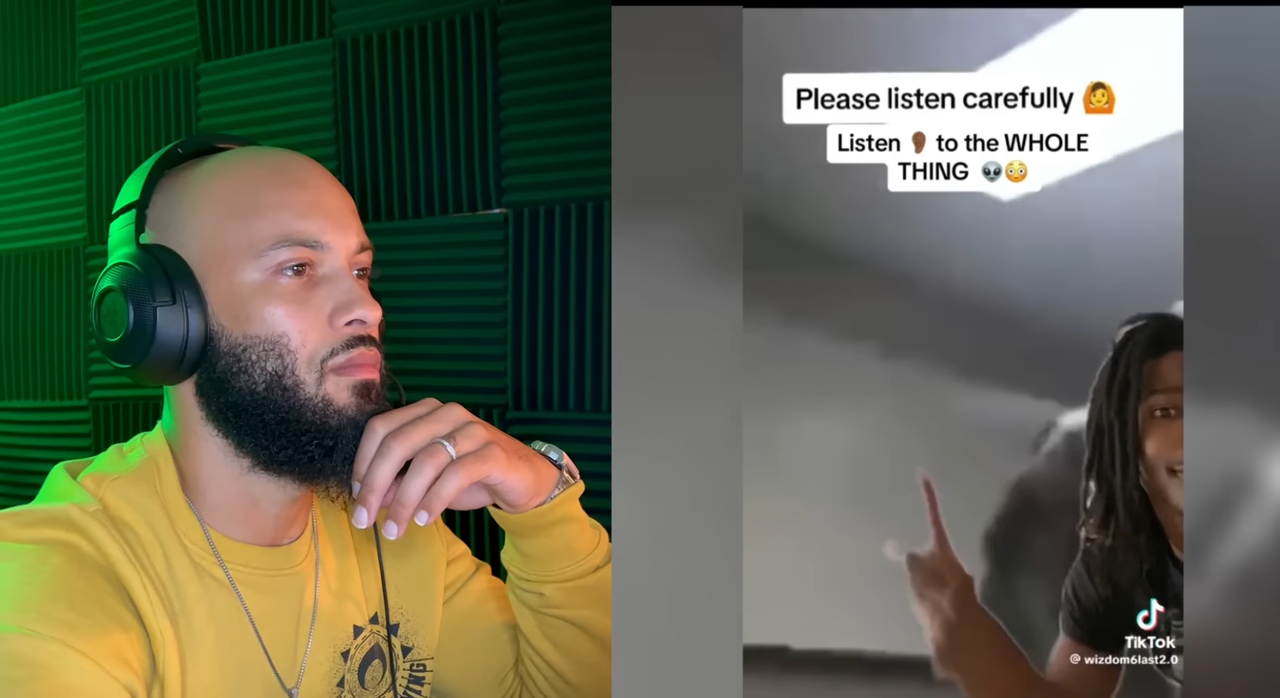 Please listen carefully 🙆
Listen 👂🏾 to the WHOLE
THING 👽😳
TikTok
@ wizdom6last2.0